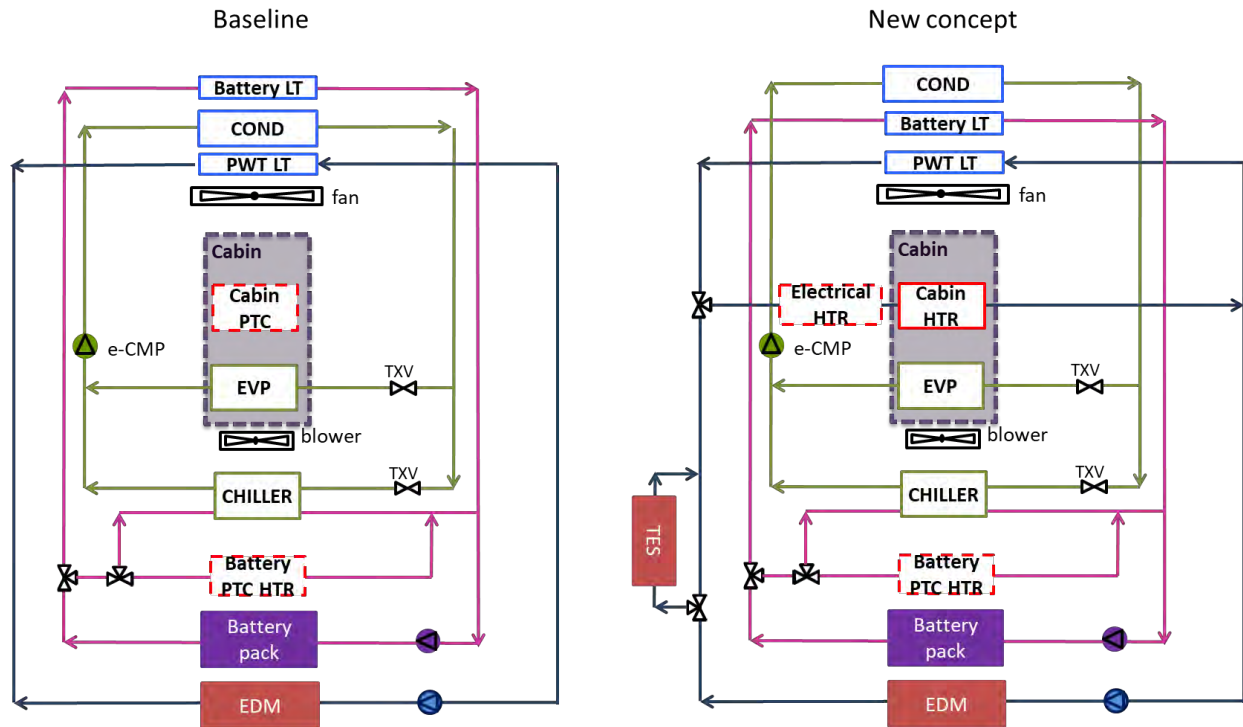 Baseline
Battery LT
COND
PWT LT
fan
Cabin
Cabin
PTC
e-CMP
TXV
EVP
blower
TXV
CHILLER
Battery
PTC HTR
Battery
pack
EDM
New concept
COND
Battery LT
PWT LT
fan
Cabin
Electrical
HTR
Cabin
HTR
e-CMP
TXV
EVP
blower
TXV
CHILLER
TES
Battery
PTC HTR
Battery
pack
EDM